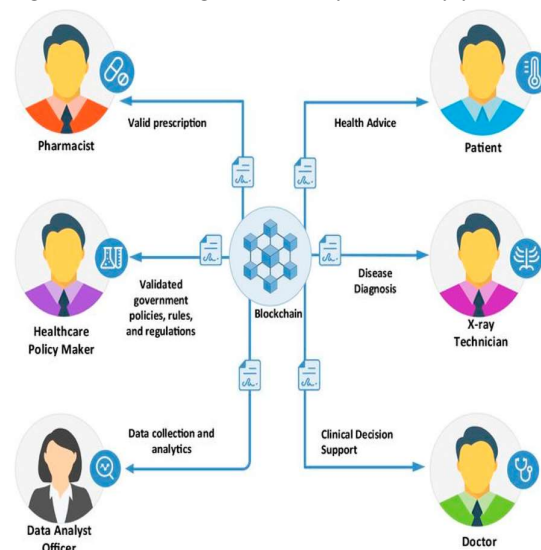 Valid prescription
Health Advice
Pharmacist
Patient
Validated
government
policies, rules,
and regulations
Blockchain
Disease
Diagnosis
Healthcare
Policy Maker
X-ray
Technician
Data collection and
analytics
Clinical Decision
Support
Data Analyst
Officer
Doctor